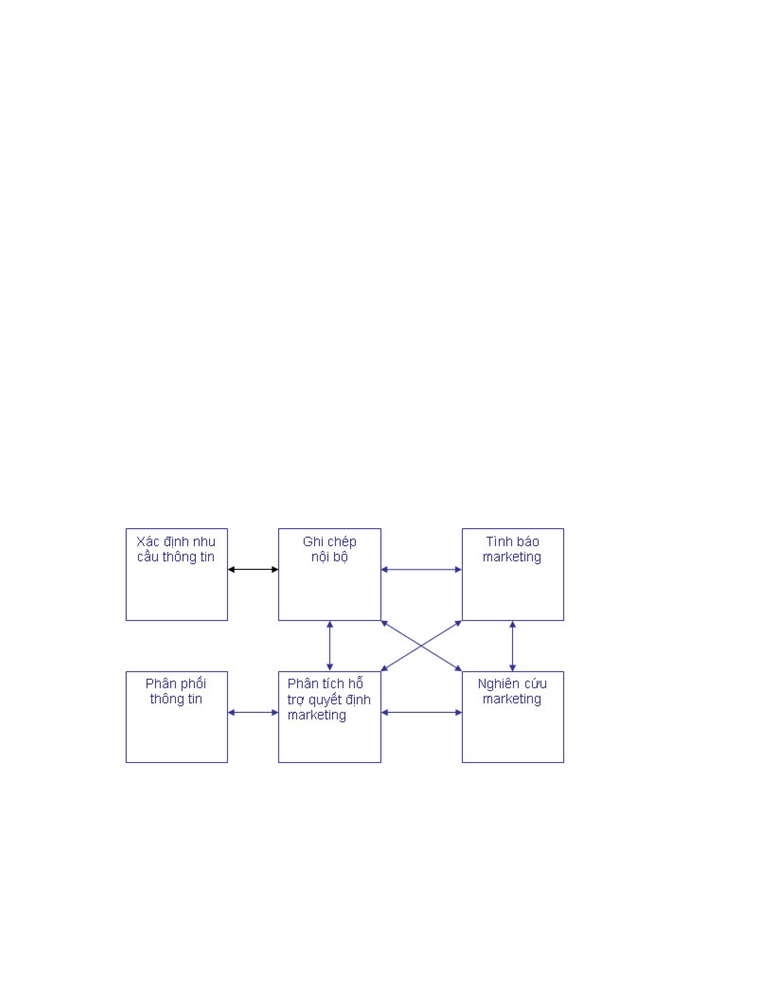 Xác định nhu
cầu thông tin
Ghi chép
nội bộ
Tình báo
marketing
Phân phối
thông tin
Phân tích hỗ
trợ quyết định
marketing
Nghiên cứu
marketing